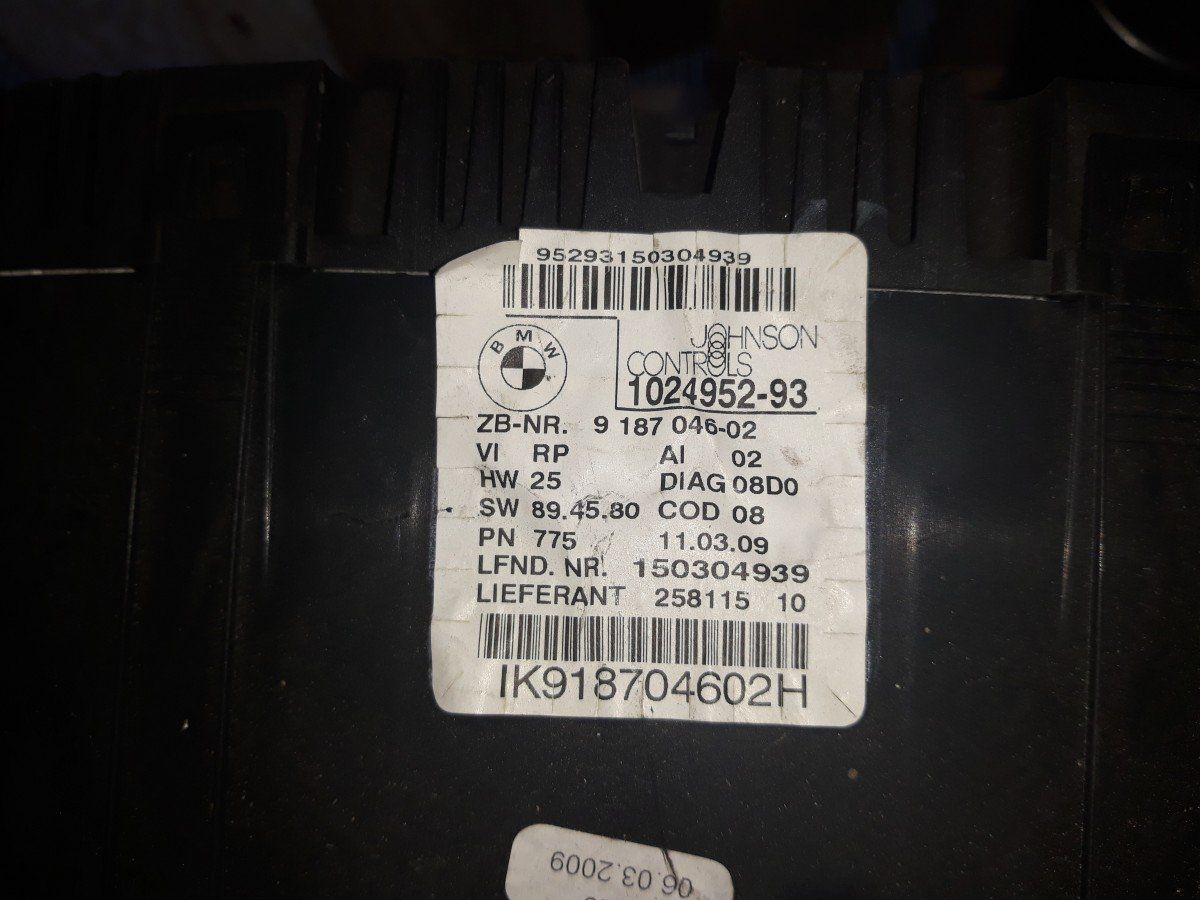 95293150304939
BMW
JOHNSON
CONTROLS
1024952-93
ZB-NR. 9 187 046-02
VI RP AI 02
HW 25 DIAG 08D0
SW 89.45.80 COD 08
PN 775 11.03.09
LFND. NR. 150304939
LIEFERANT 258115 10
IK918704602H
06.03.2009